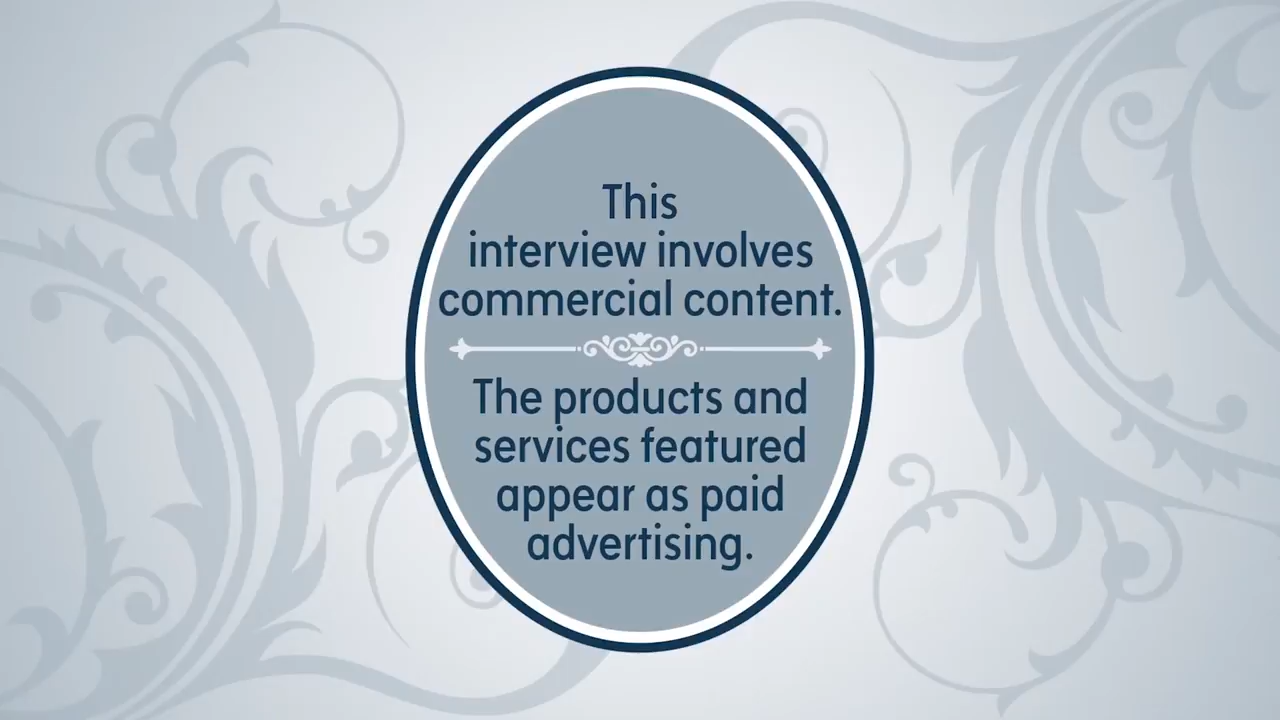 This
interview involves
commercial content.
The products and
services featured
appear as paid
advertising.